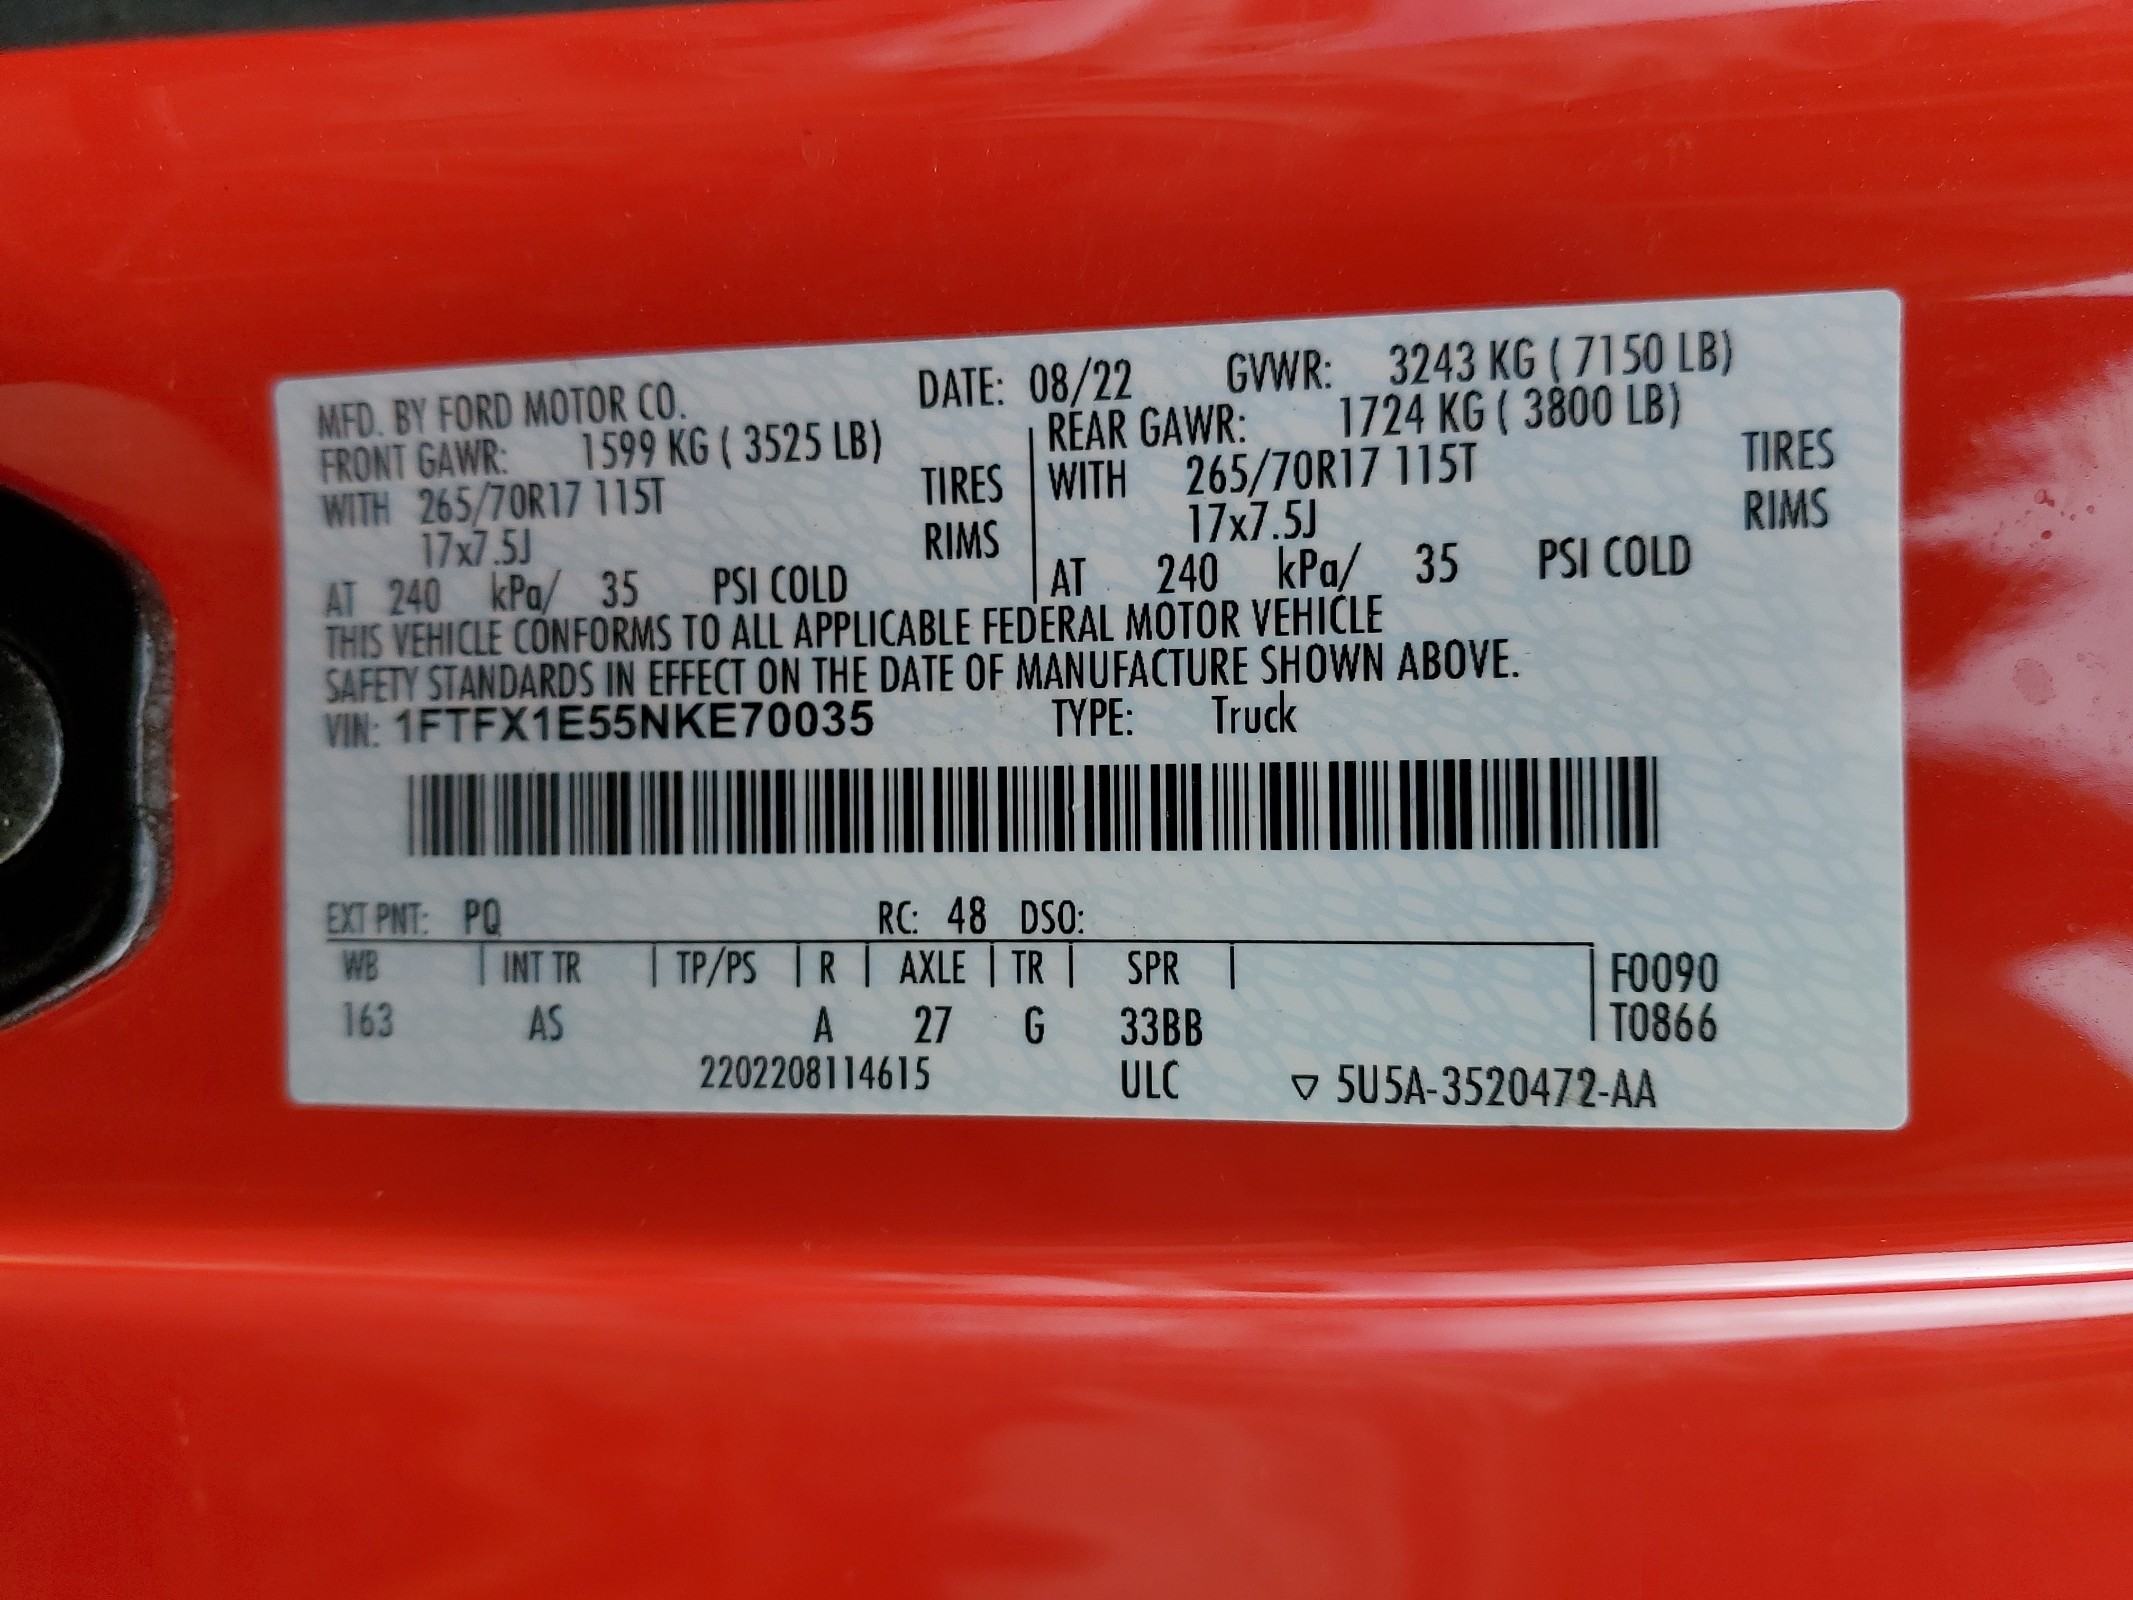 MFD. BY FORD MOTOR CO. DATE: 08/22 GVWR: 3243 KG ( 7150 LB)
FRONT GAWR: 1599 KG ( 3525 LB) REAR GAWR: 1724 KG ( 3800 LB)
WITH 265/70R17 115T TIRES WITH 265/70R17 115T TIRES
17x7.5J RIMS 17x7.5J RIMS
AT 240 kPa/ 35 PSI COLD AT 240 kPa/ 35 PSI COLD
THIS VEHICLE CONFORMS TO ALL APPLICABLE FEDERAL MOTOR VEHICLE
SAFETY STANDARDS IN EFFECT ON THE DATE OF MANUFACTURE SHOWN ABOVE.
VIN: 1FTFX1E55NKE70035 TYPE: Truck
EXT PNT: PQ RC: 48 DSO:
WB | INT TR | TP/PS | R | AXLE | TR | SPR | | F0090
163 AS A 27 G 33BB | T0866
2202208114615 ULC ▽ 5U5A-3520472-AA